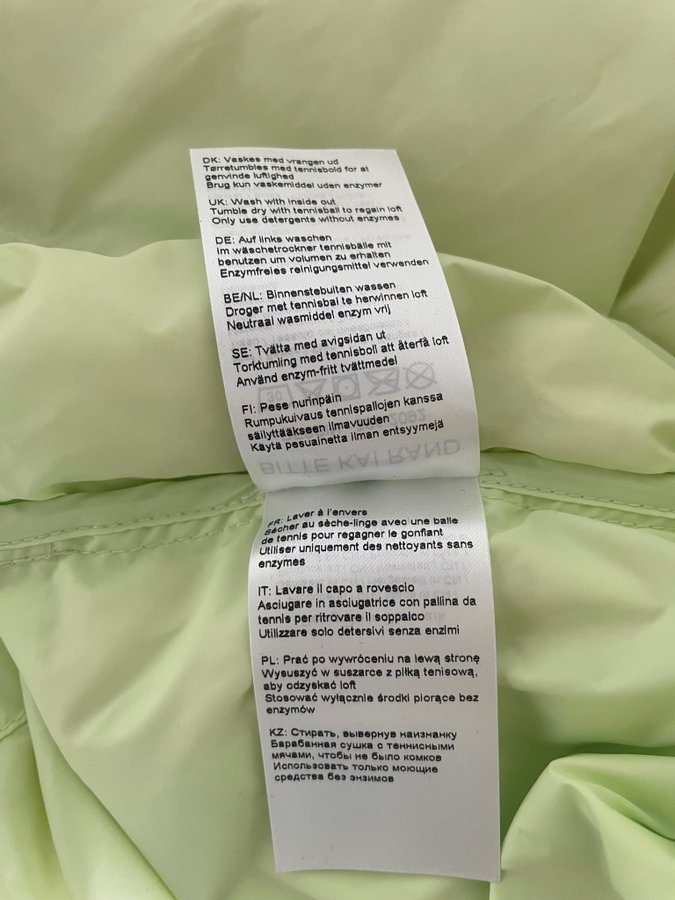 DK: Vaskes med vrangen ud
Tørretumbles med tennisbold for at
genvinde luftighed
Brug kun vaskemiddel uden enzymer
UK: Wash with inside out
Tumble dry with tennisball to regain loft
Only use detergents without enzymes
DE: Auf links waschen
Im wäschetrockner tennisbälle mit
benutzen um volumen zu erhalten
Enzymfreies reinigungsmittel verwenden
BE/NL: Binnenstebuiten wassen
Droger met tennisbal te herwinnen loft
Neutraal wasmiddel enzym vrij
SE: Tvätta med avigsidan ut
Torktumling med tennisboll att återfå loft
Använd enzym-fritt tvättmedel
FI: Pese nurinpäin
Rumpukuivaus tennispallojen kanssa
säilyttääkseen ilmavuuden
Käytä pesuainetta ilman entsyymejä
BITTE KAI RAND
FR: Laver à l'envers
Sécher au sèche-linge avec une balle
de tennis pour regagner le gonflant
Utiliser uniquement des nettoyants sans
enzymes
IT: Lavare il capo a rovescio
Asciugare in asciugatrice con pallina da
tennis per ritrovare il soppalco
Utilizzare solo detersivi senza enzimi
PL: Prać po wywróceniu na lewą stronę
Wysuszyć w suszarce z piłką tenisową,
aby odzyskać loft
Stosować wyłącznie środki piorące bez
enzymów
KZ: Стирать, вывернув наизнанку
Барабанная сушка с теннисными
мячами, чтобы не было комков
Использовать только моющие
средства без энзимов